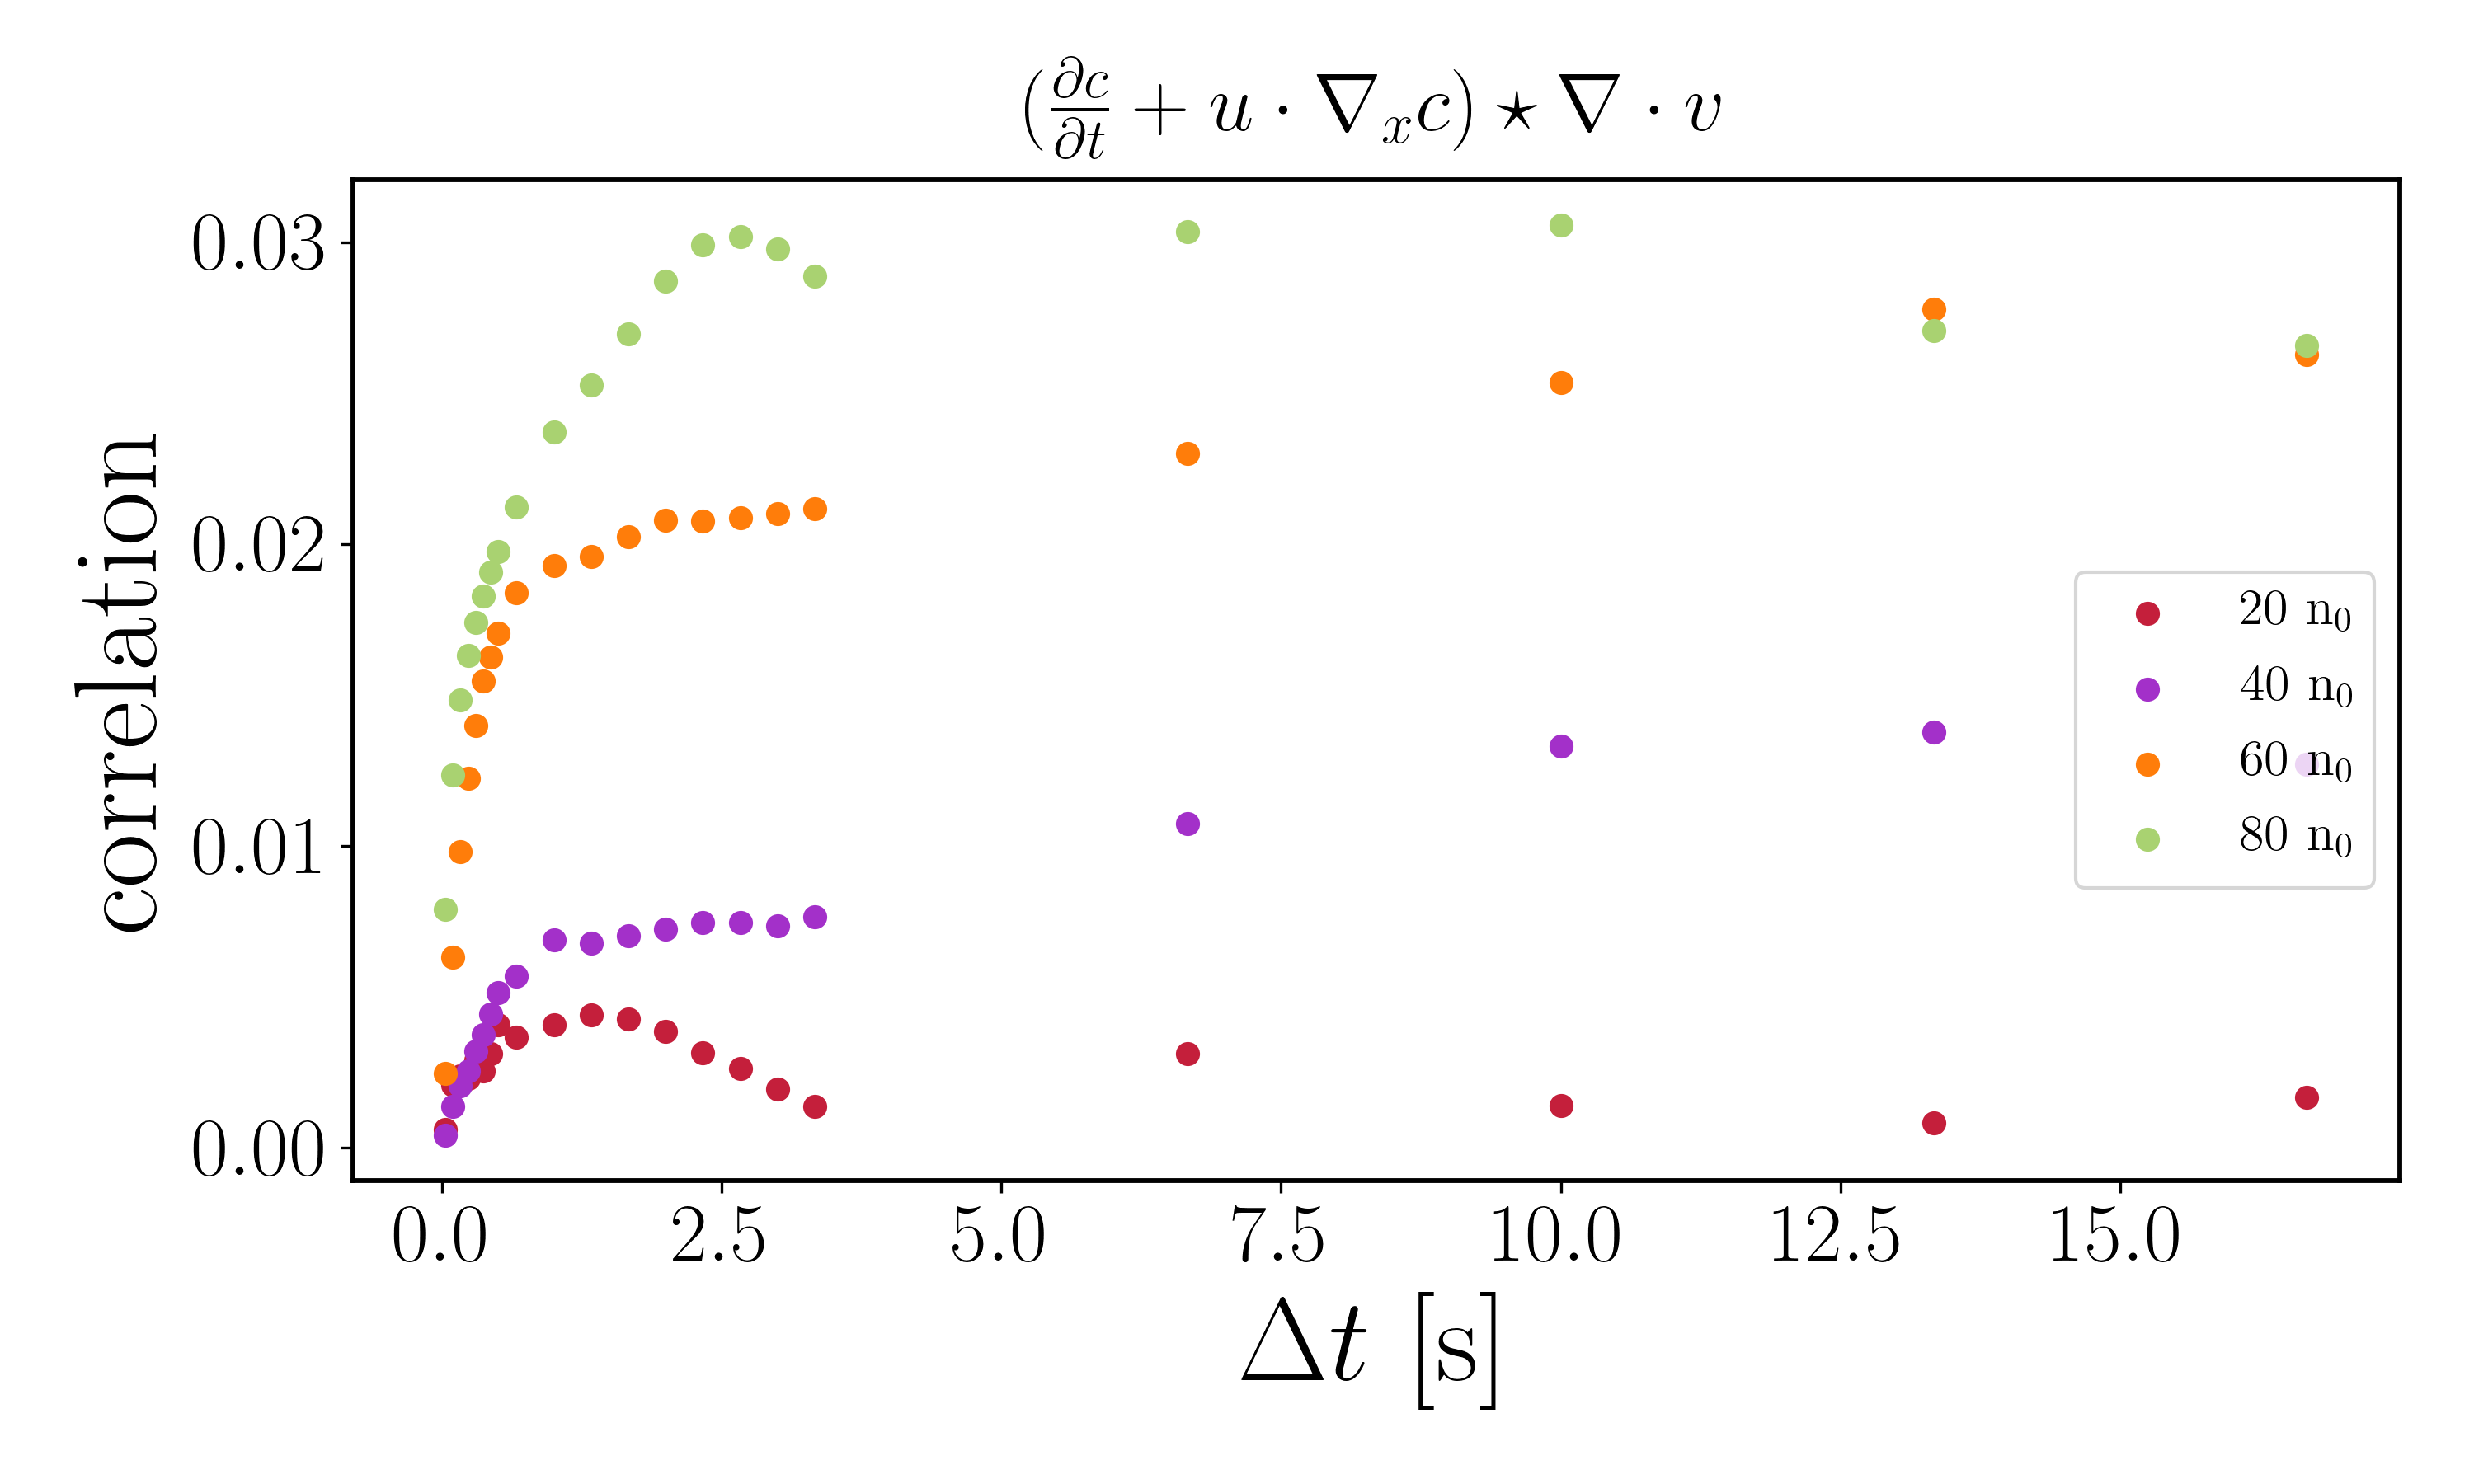 (∂c/∂t + u · ∇ₓc) ⋆ ∇ · v
correlation
0.03
0.02
0.01
0.00
0.0 2.5 5.0 7.5 10.0 12.5 15.0
Δt [s]
20 n₀
40 n₀
60 n₀
80 n₀